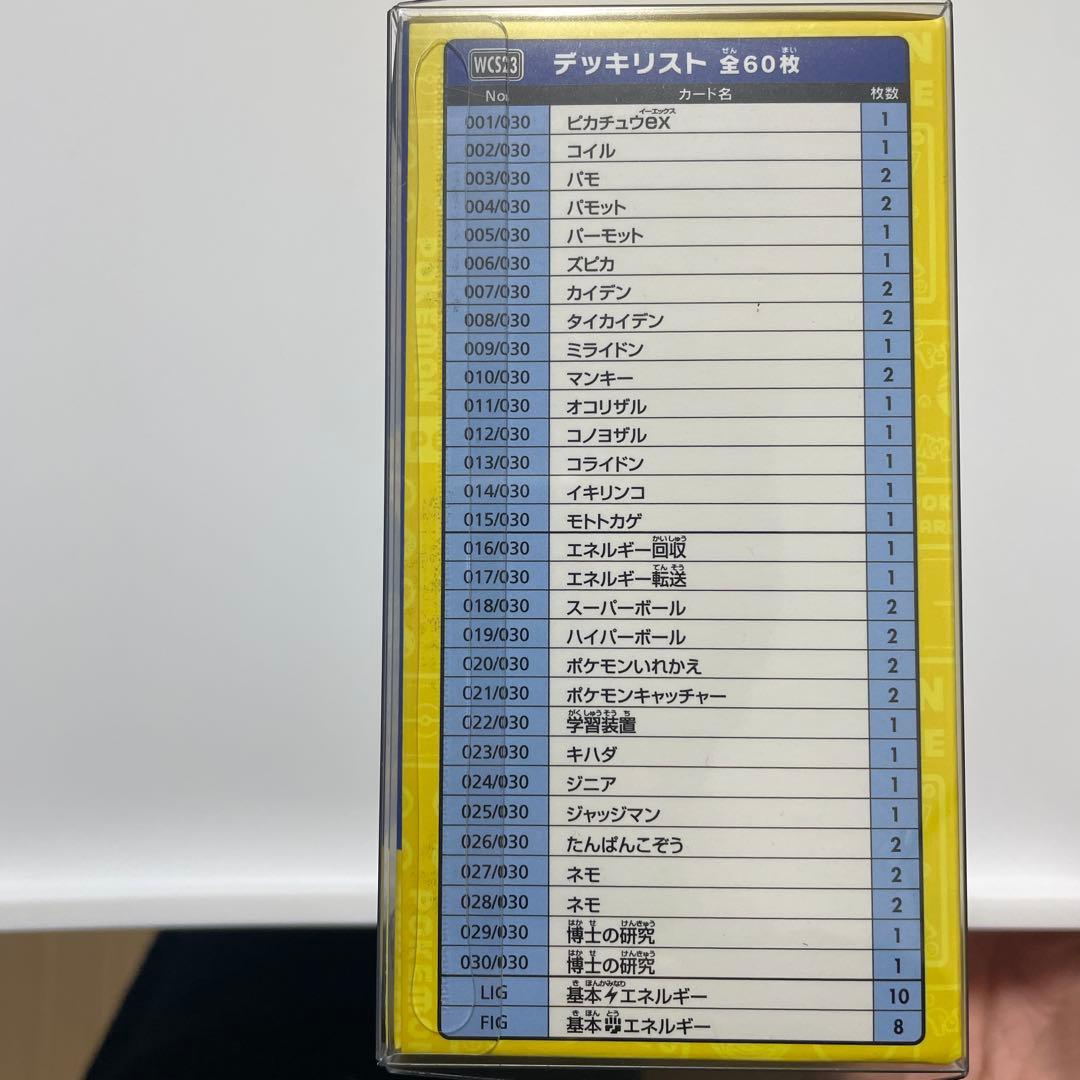 WCS23 デッキリスト 全60枚
No. カード名 枚数
001/030 ピカチュウex 1
002/030 コイル 1
003/030 パモ 2
004/030 パモット 2
005/030 パーモット 1
006/030 ズピカ 1
007/030 カイデン 2
008/030 タイカイデン 2
009/030 ミライドン 1
010/030 マンキー 2
011/030 オコリザル 1
012/030 コノヨザル 1
013/030 コライドン 1
014/030 イキリンコ 1
015/030 モトトカゲ 1
016/030 エネルギー回収 1
017/030 エネルギー転送 1
018/030 スーパーボール 2
019/030 ハイパーボール 2
020/030 ポケモンいれかえ 2
021/030 ポケモンキャッチャー 2
022/030 学習装置 1
023/030 キハダ 1
024/030 ジニア 1
025/030 ジャッジマン 1
026/030 たんぱんこぞう 2
027/030 ネモ 2
028/030 ネモ 2
029/030 博士の研究 1
030/030 博士の研究 1
LIG 基本エネルギー 10
FIG 基本エネルギー 8
POKEMON